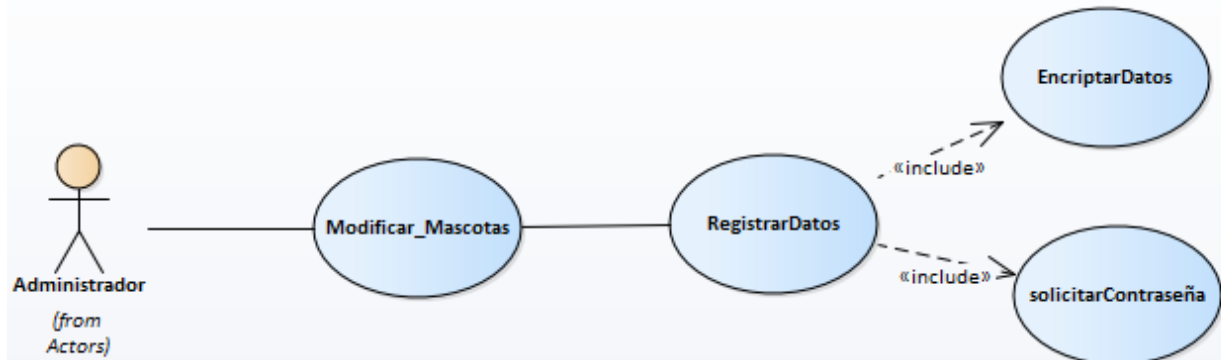 EncriptarDatos
«include»
Modificar_Mascotas
RegistrarDatos
«include»
solicitarContraseña
Administrador
(from
Actors)